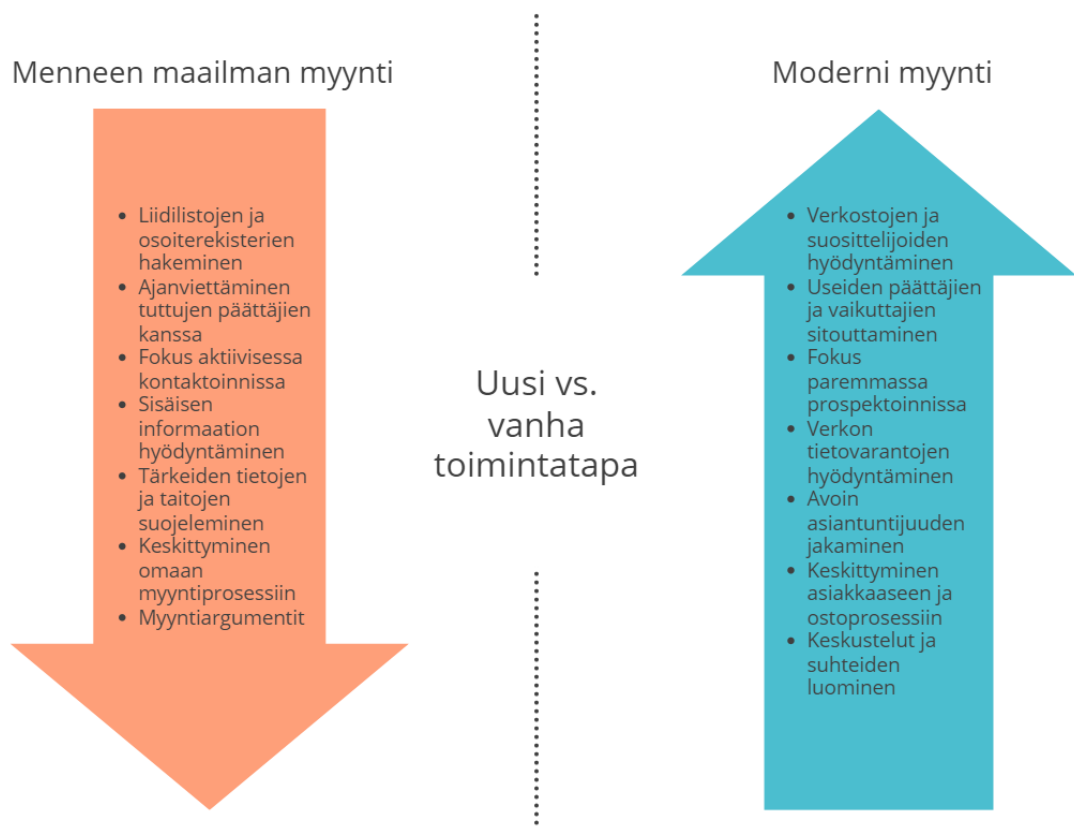 Menneen maailman myynti
• Liidilistojen ja
osoiterekisterien
hakeminen
• Ajanviettäminen
tuttujen päättäjien
kanssa
• Fokus aktiivisessa
kontaktoinnissa
• Sisäisen
informaation
hyödyntäminen
• Tärkeiden tietojen
ja taitojen
suojeleminen
• Keskittyminen
omaan
myyntiprosessiin
• Myyntiargumentit
Uusi vs.
vanha
toimintatapa
Moderni myynti
• Verkostojen ja
suosittelijoiden
hyödyntäminen
• Useiden päättäjien
ja vaikuttajien
sitouttaminen
• Fokus
paremmassa
prospektoinnissa
• Verkon
tietovarantojen
hyödyntäminen
• Avoin
asiantuntijuuden
jakaminen
• Keskittyminen
asiakkaaseen ja
ostoprosessiin
• Keskustelut ja
suhteiden
luominen